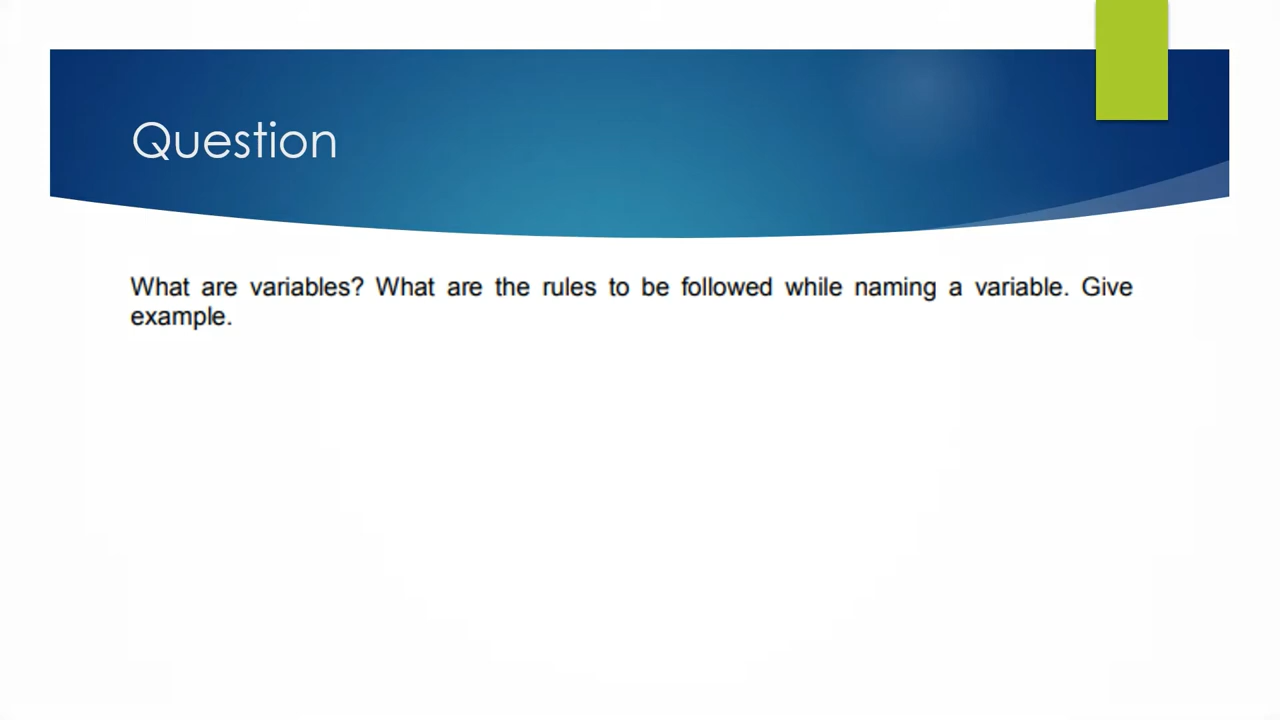 Question
What are variables? What are the rules to be followed while naming a variable. Give
example.